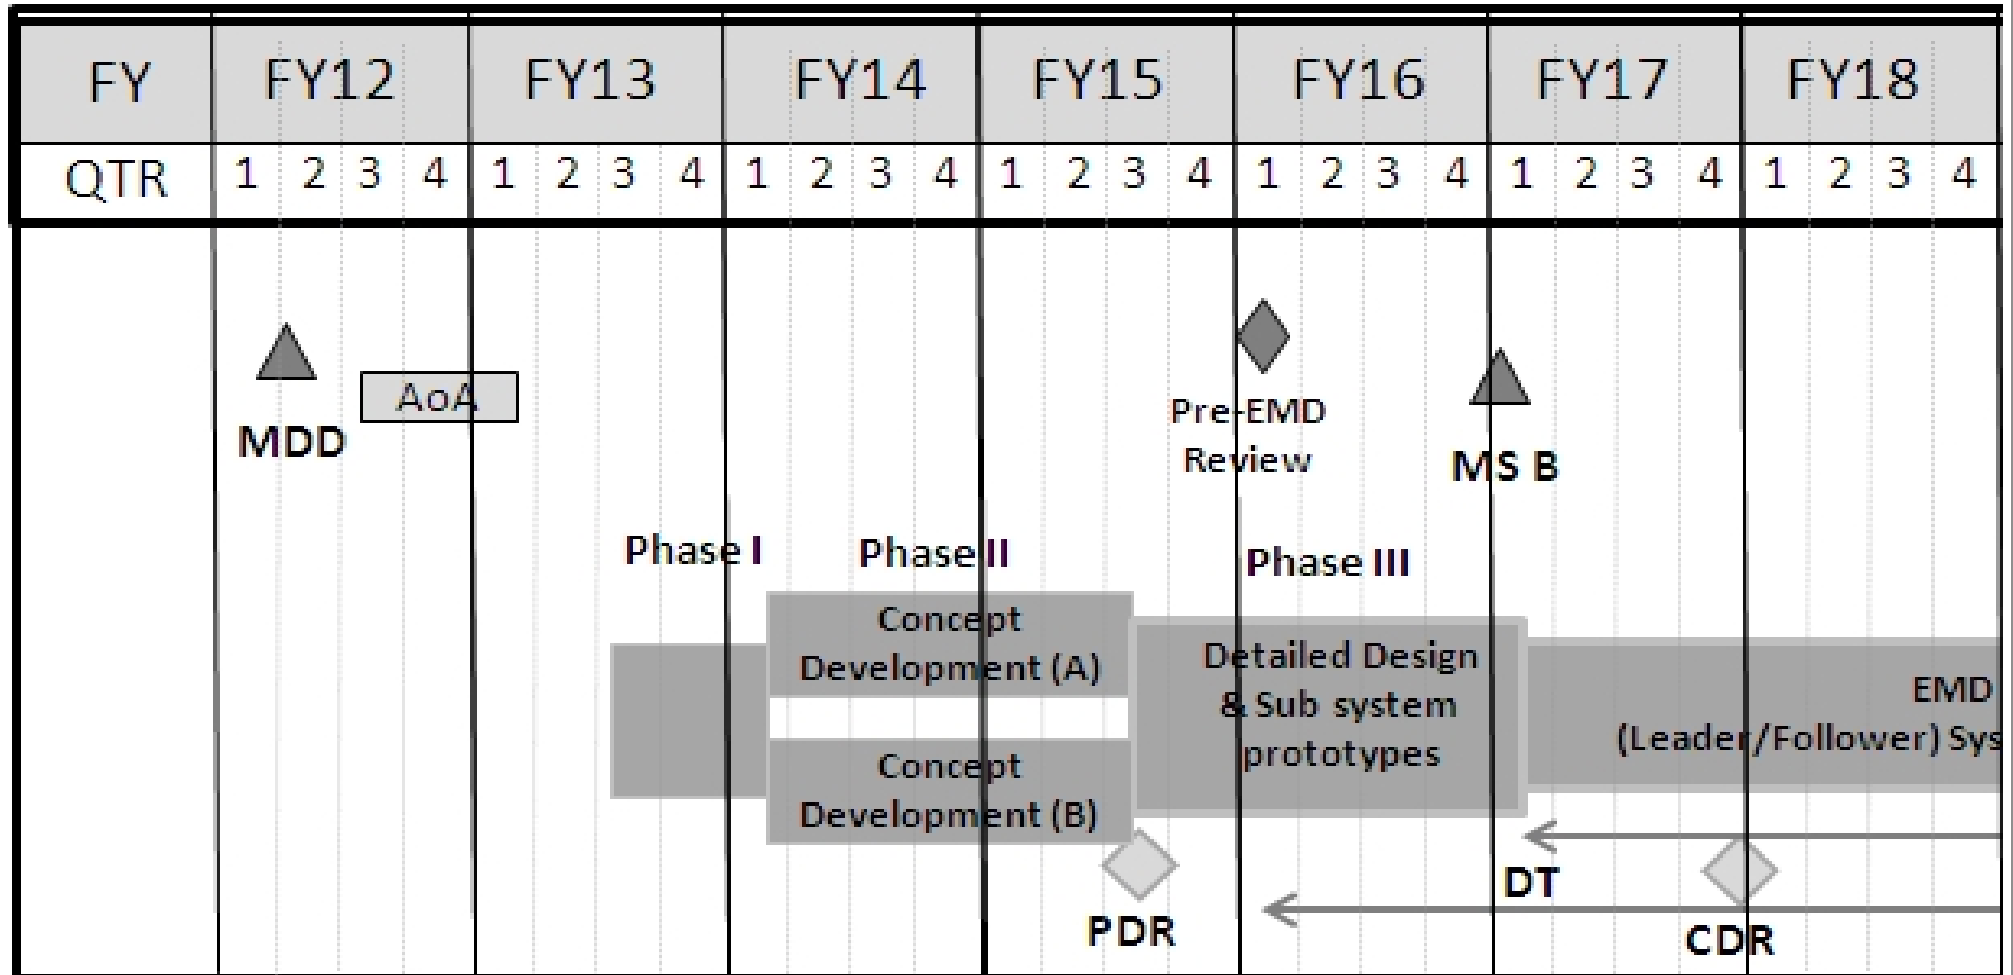 FY FY12 FY13 FY14 FY15 FY16 FY17 FY18
QTR 1 2 3 4 1 2 3 4 1 2 3 4 1 2 3 4 1 2 3 4 1 2 3 4 1 2 3 4
AoA
MDD
Pre-EMD
Review
MS B
Phase I Phase II Phase III
Concept
Development (A)
Detailed Design
& Sub system
prototypes
EMD
(Leader/Follower) Sys
Concept
Development (B)
DT
PDR
CDR